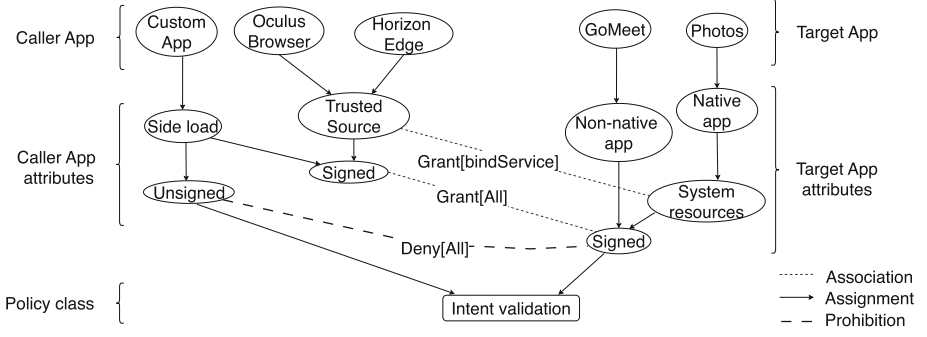 Caller App
Custom
App
Oculus
Browser
Horizon
Edge
GoMeet
Photos
Target App
Caller App
attributes
Side load
Trusted
Source
Signed
Unsigned
Non-native
app
Native
app
System
resources
Signed
Target App
attributes
Grant[bindService]
Grant[All]
Deny[All]
Policy class
Intent validation
Association
Assignment
Prohibition